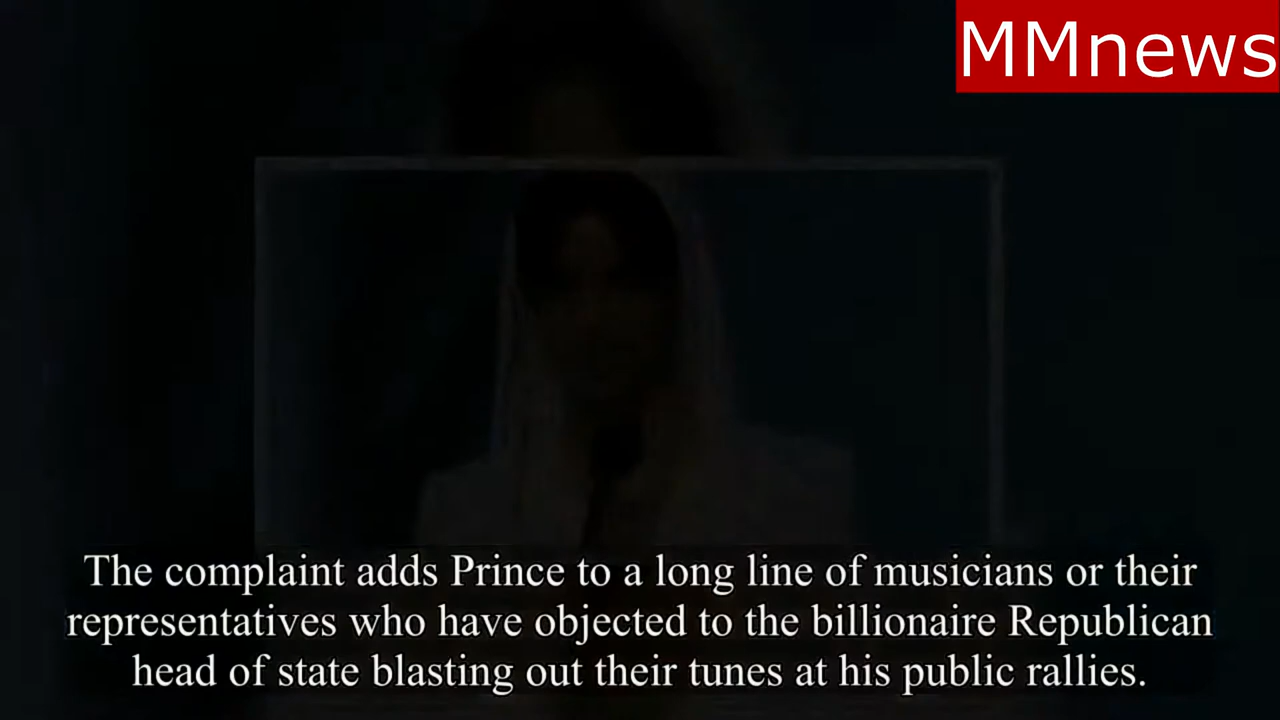 MMnews
The complaint adds Prince to a long line of musicians or their
representatives who have objected to the billionaire Republican
head of state blasting out their tunes at his public rallies.